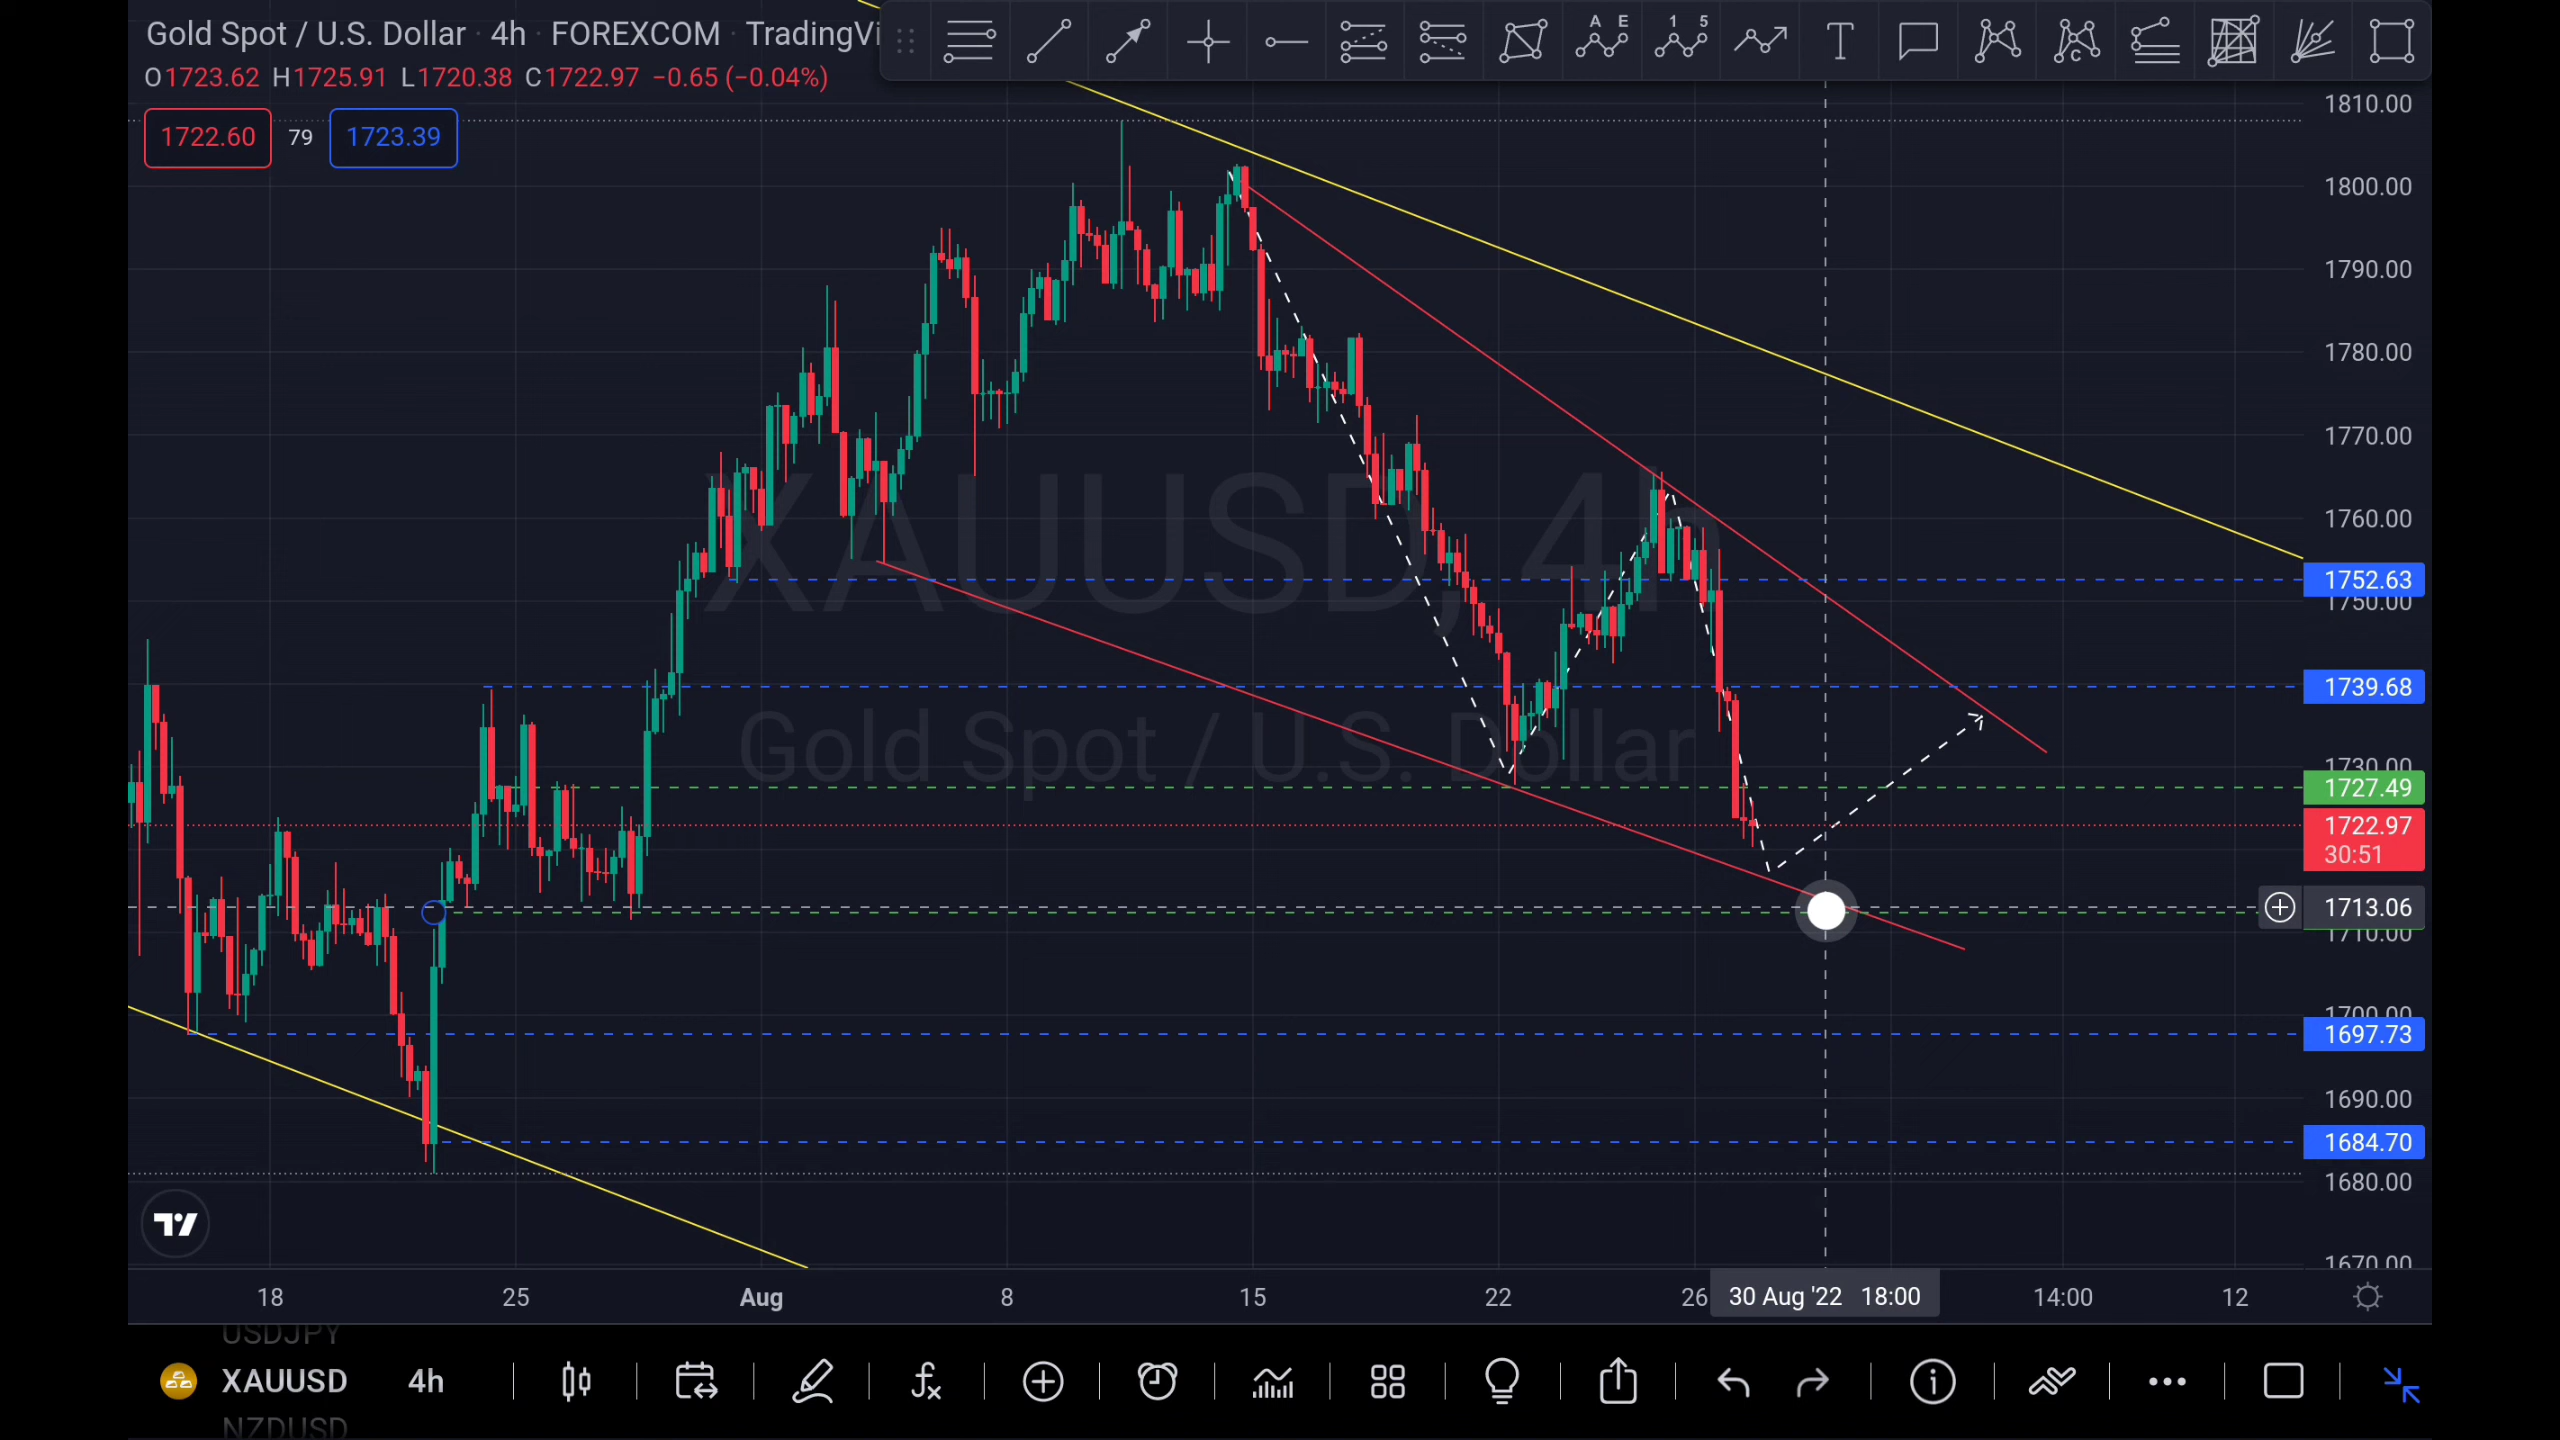 Gold Spot / U.S. Dollar · 4h · FOREXCOM · TradingVi
O1723.62 H1725.91 L1720.38 C1722.97 −0.65 (−0.04%)
1722.60 79 1723.39
A E
1 5
C
1810.00
1800.00
1790.00
1780.00
1770.00
1760.00
1752.63
1750.00
1739.68
1730.00
1727.49
1722.97
30:51
1713.06
1710.00
1700.00
1697.73
1690.00
1684.70
1680.00
1670.00
XAUUSD, 4h
Gold Spot / U.S. Dollar
18 25 Aug 8 15 22 26 30 Aug '22 18:00 14:00 12
USDJPY
XAUUSD 4h
NZDUSD